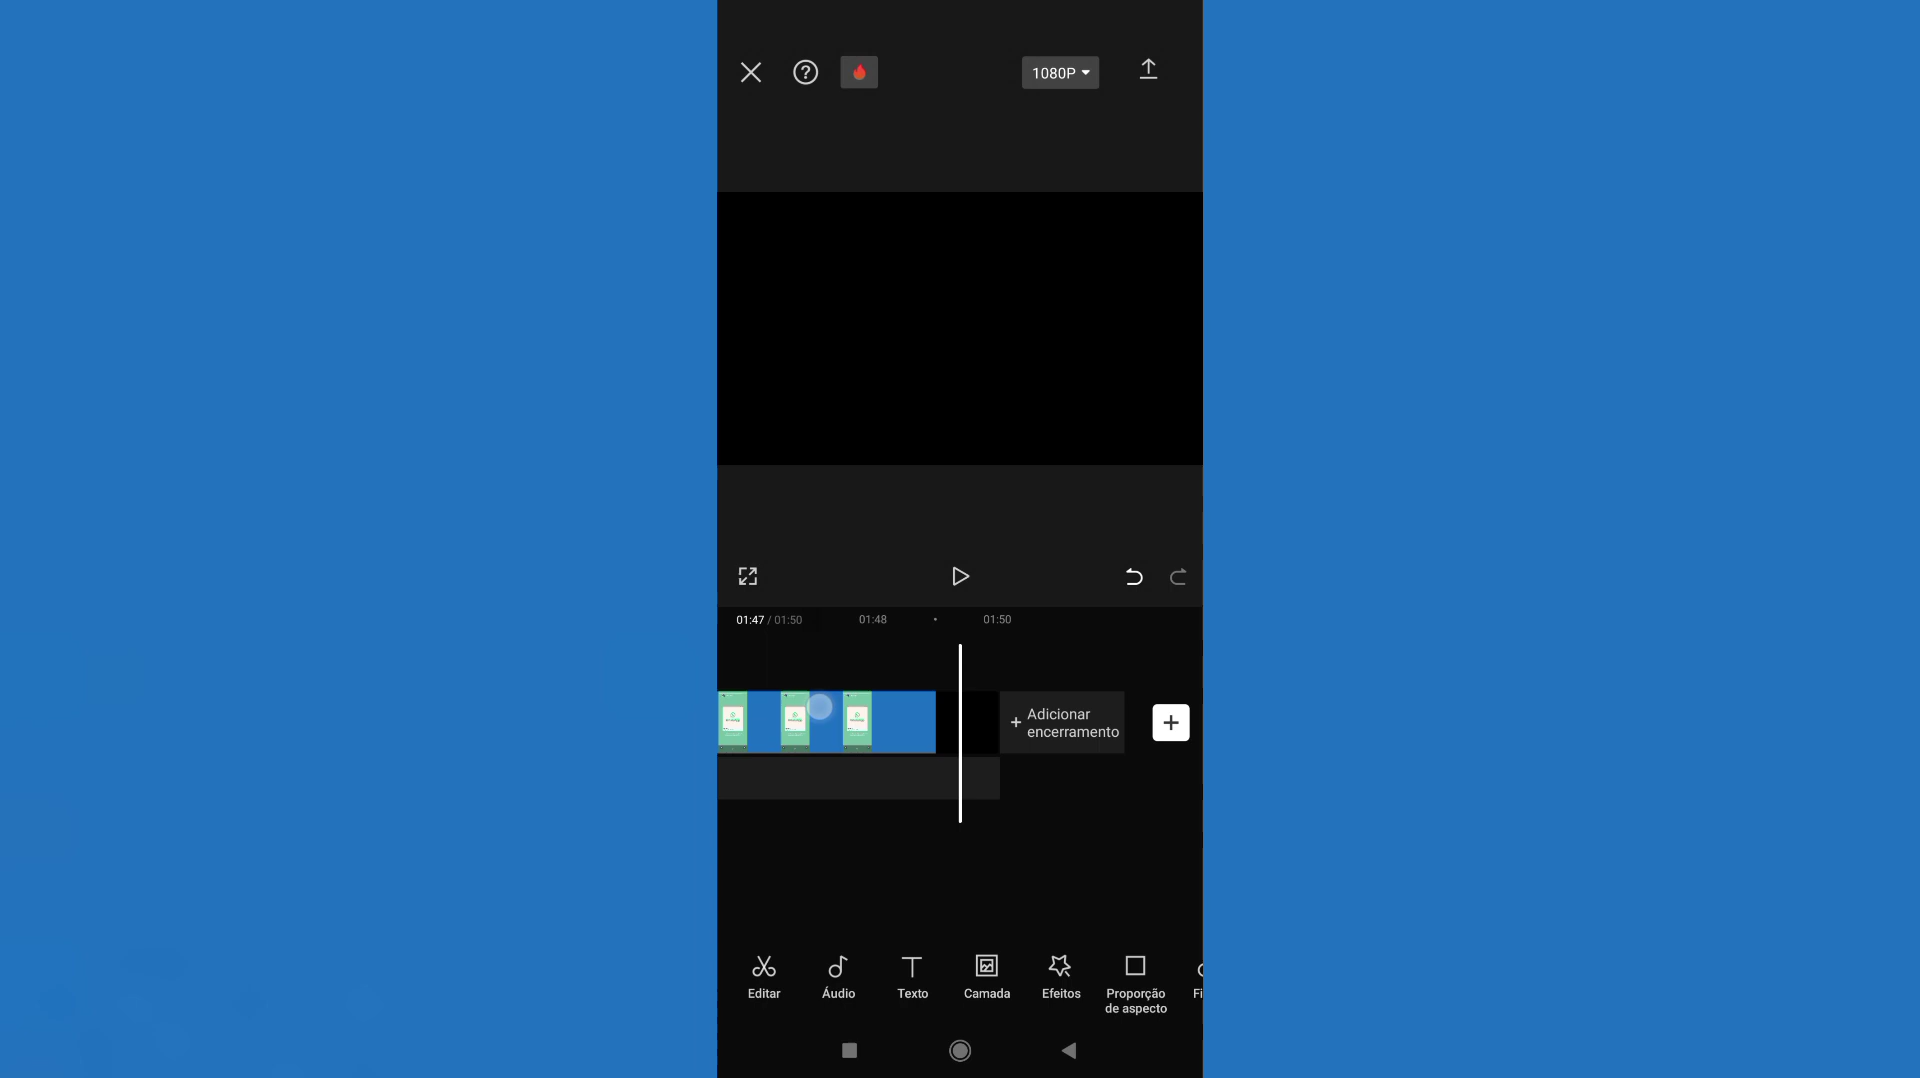 1080P
01:47 / 01:50
01:48
01:50
Adicionar
encerramento
Editar
Áudio
Texto
Camada
Efeitos
Proporção
de aspecto
Fi